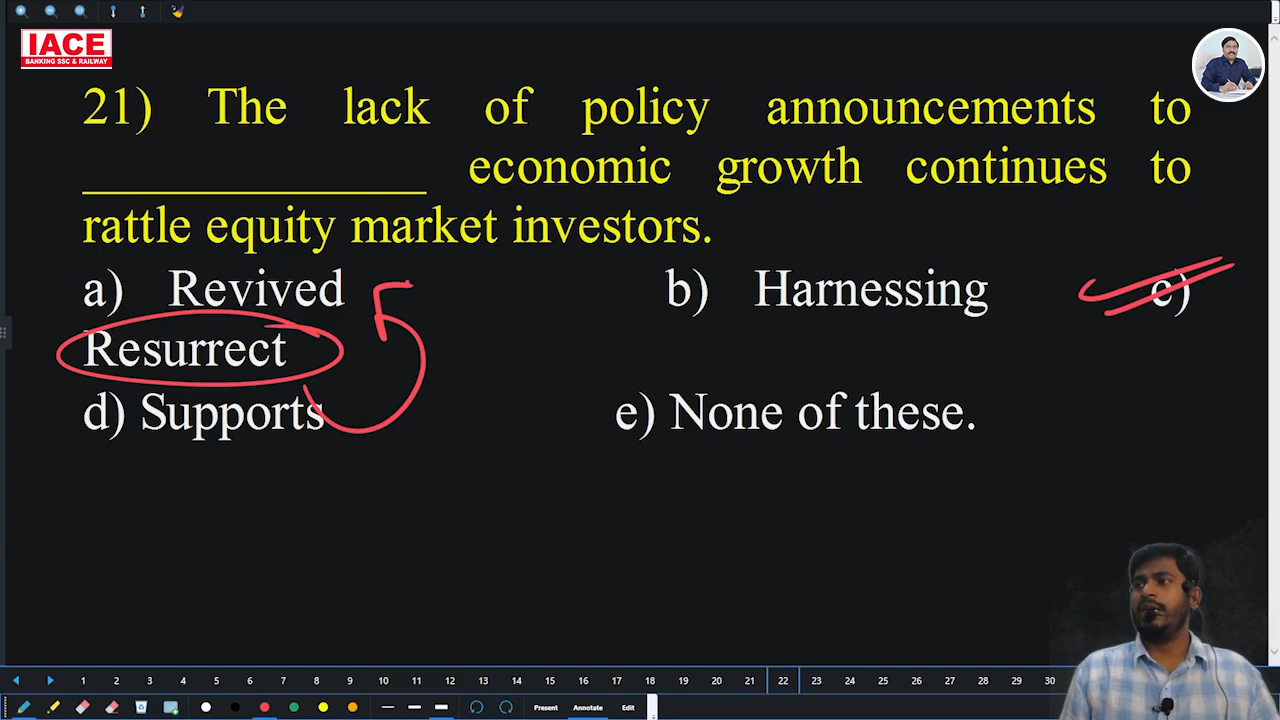 IACE
BANKING SSC & RAILWAY
21) The lack of policy announcements to
______________ economic growth continues to
rattle equity market investors.
a) Revived b) Harnessing c)
Resurrect
d) Supports e) None of these.
1 2 3 4 5 6 7 8 9 10 11 12 13 14 15 16 17 18 19 20 21 22 23 24 25 26 27 28 29 30
Present Annotate Edit